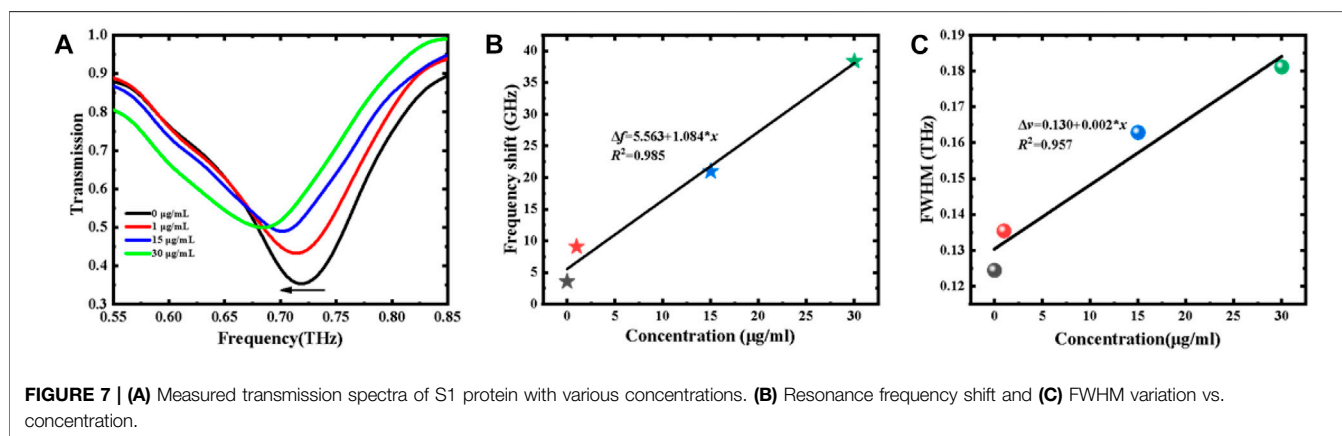 A
Transmission
1.0
0.9
0.8
0.7
0.6
0.5
0.4
0.3
0 µg/mL
1 µg/mL
15 µg/mL
30 µg/mL
0.55 0.60 0.65 0.70 0.75 0.80 0.85
Frequency(THz)
B
Frequency shift (GHz)
40
35
30
25
20
15
10
5
0
Δf=5.563+1.084*x
R²=0.985
0 5 10 15 20 25 30
Concentration (µg/ml)
C
FWHM (THz)
0.19
0.18
0.17
0.16
0.15
0.14
0.13
0.12
Δv=0.130+0.002*x
R²=0.957
0 5 10 15 20 25 30
Concentration(µg/ml)
FIGURE 7 | (A) Measured transmission spectra of S1 protein with various concentrations. (B) Resonance frequency shift and (C) FWHM variation vs.
concentration.